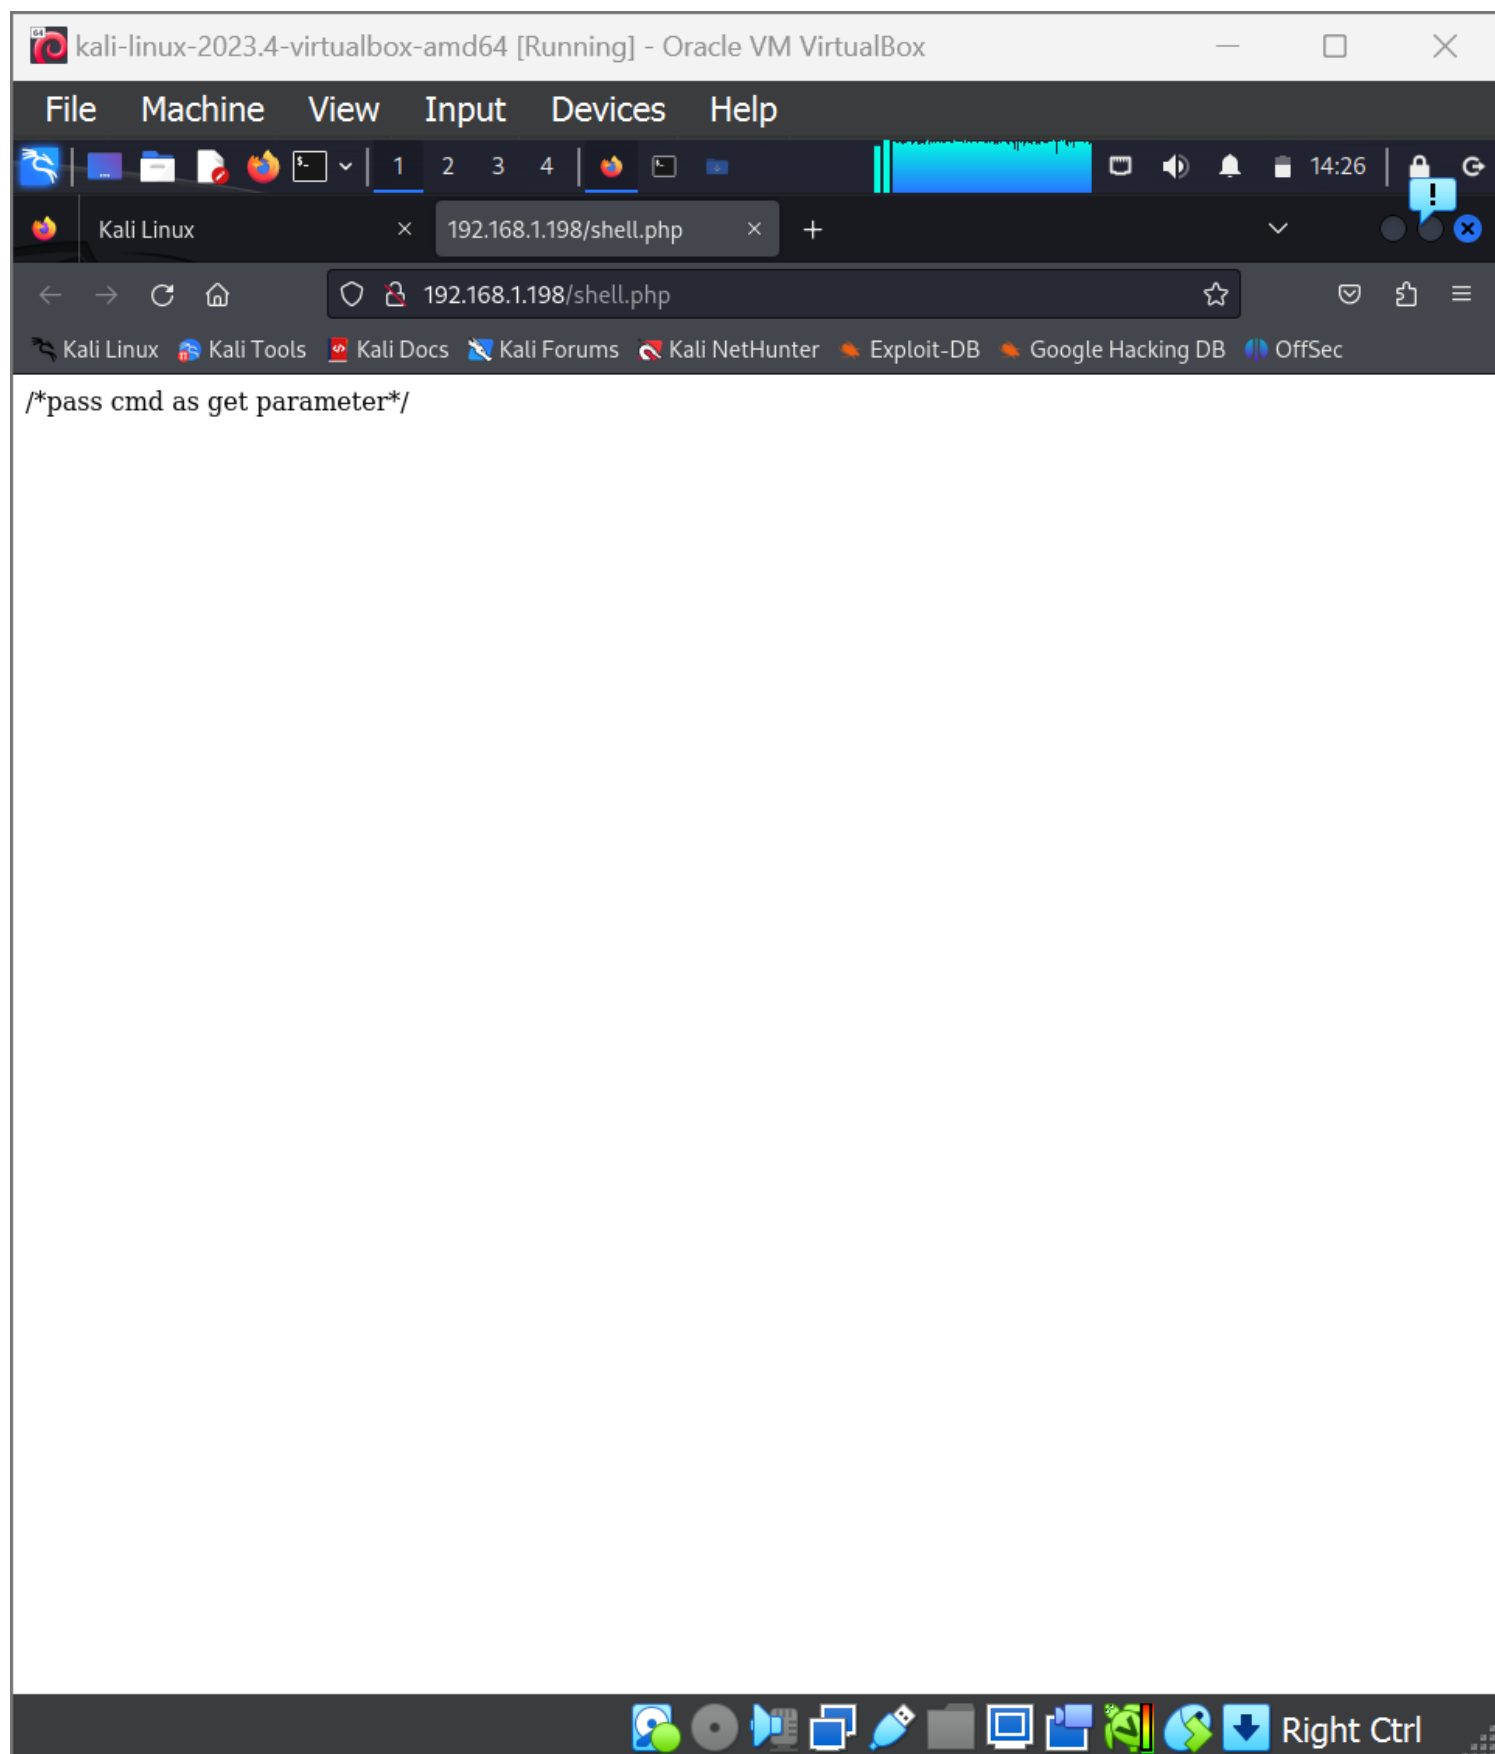 kali-linux-2023.4-virtualbox-amd64 [Running] - Oracle VM VirtualBox
File Machine View Input Devices Help
1 2 3 4 14:26
Kali Linux 192.168.1.198/shell.php
192.168.1.198/shell.php
Kali Linux Kali Tools Kali Docs Kali Forums Kali NetHunter Exploit-DB Google Hacking DB OffSec
/*pass cmd as get parameter*/
Right Ctrl